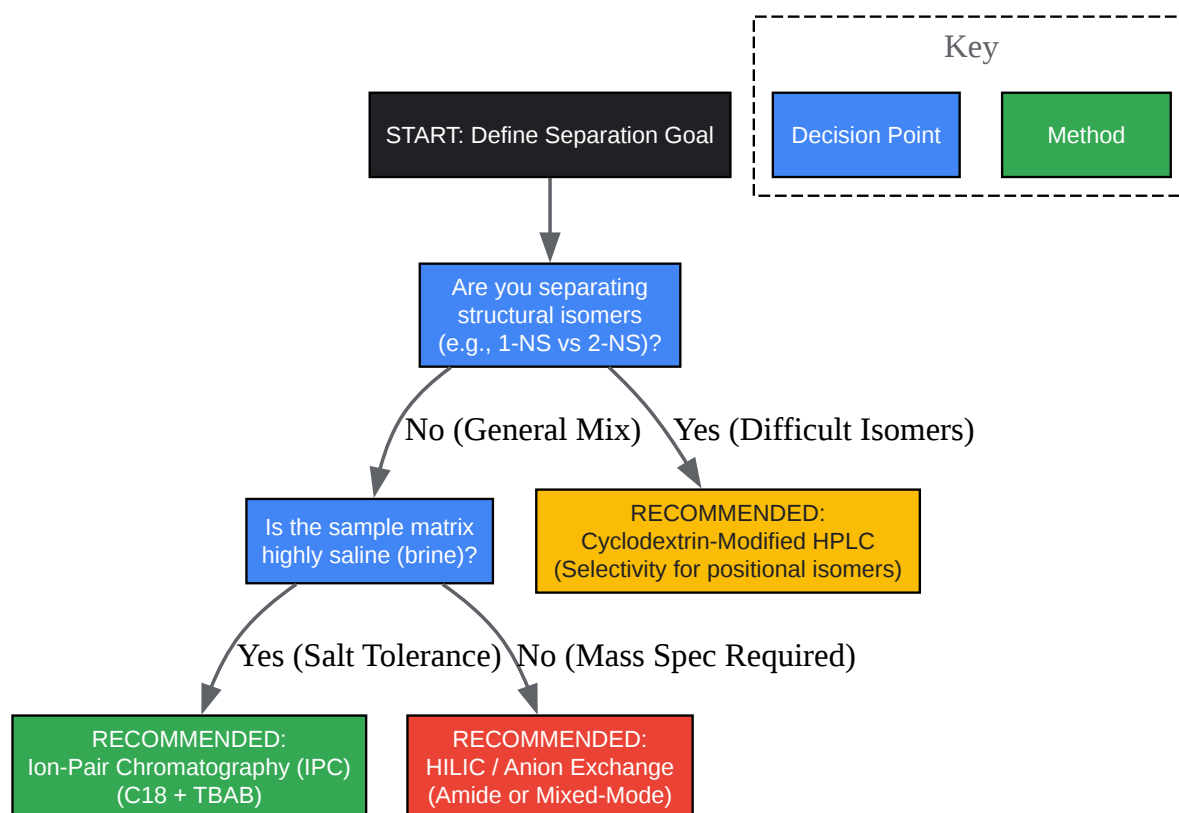 Key
START: Define Separation Goal
Decision Point
Method
Are you separating
structural isomers
(e.g., 1-NS vs 2-NS)?
No (General Mix)
Yes (Difficult Isomers)
Is the sample matrix
highly saline (brine)?
RECOMMENDED:
Cyclodextrin-Modified HPLC
(Selectivity for positional isomers)
Yes (Salt Tolerance)
No (Mass Spec Required)
RECOMMENDED:
Ion-Pair Chromatography (IPC)
(C18 + TBAB)
RECOMMENDED:
HILIC / Anion Exchange
(Amide or Mixed-Mode)